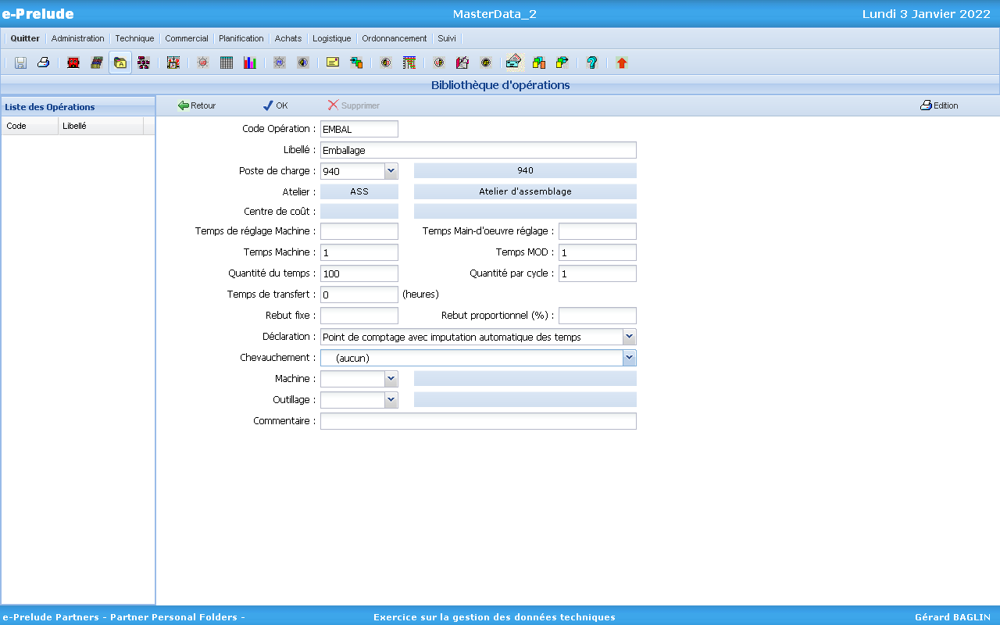 e-Prelude MasterData_2 Lundi 3 Janvier 2022
Quitter Administration Technique Commercial Planification Achats Logistique Ordonnancement Suivi
Bibliothèque d'opérations
Liste des Opérations Retour OK Supprimer Edition
Code Libellé
Code Opération : EMBAL
Libellé : Emballage
Poste de charge : 940 940
Atelier : ASS Atelier d'assemblage
Centre de coût :
Temps de réglage Machine : Temps Main-d'oeuvre réglage :
Temps Machine : 1 Temps MOD : 1
Quantité du temps : 100 Quantité par cycle : 1
Temps de transfert : 0 (heures)
Rebut fixe : Rebut proportionnel (%) :
Déclaration : Point de comptage avec imputation automatique des temps
Chevauchement : (aucun)
Machine :
Outillage :
Commentaire :
e-Prelude Partners - Partner Personal Folders - Exercice sur la gestion des données techniques Gérard BAGLIN